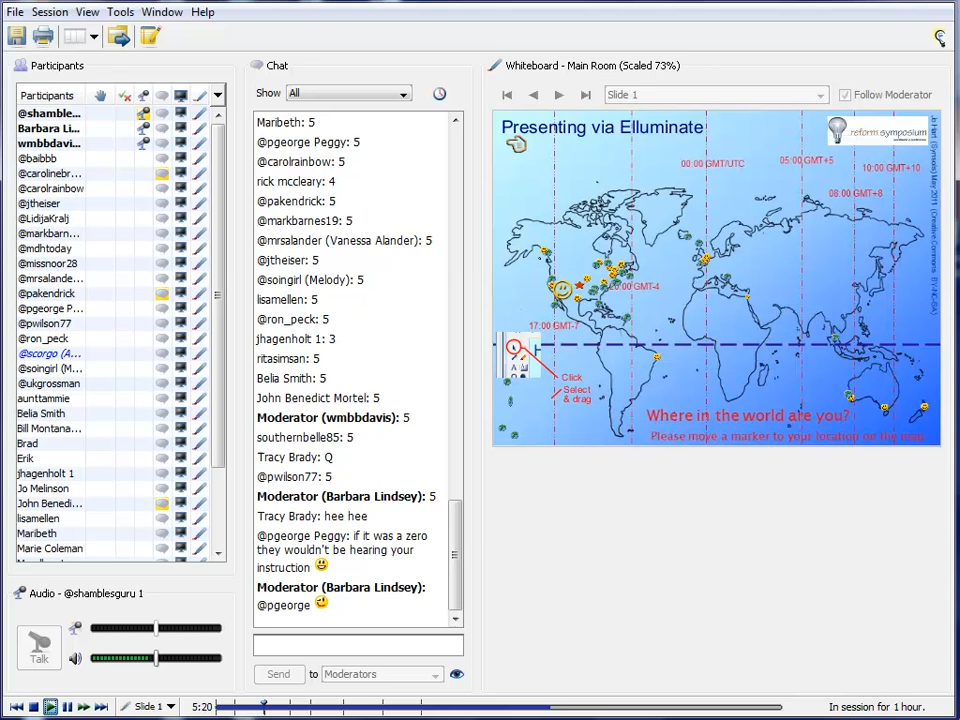 File Session View Tools Window Help
Participants
Participants
@shamble...
Barbara Li...
wmbbdavi...
@baibbb
@carolinebr...
@carolrainbow
@jtheiser
@LidijaKralj
@markbarn...
@mdhtoday
@missnoor28
@mrsalande...
@pakendrick
@pgeorge P...
@pwilson77
@ron_peck
@scorgo (A...
@soingirl (M...
@ukgrossman
aunttammie
Belia Smith
Bill Montana...
Brad
Erik
jhagenholt 1
Jo Melinson
John Benedi...
lisamellen
Maribeth
Marie Coleman
Audio - @shamblesguru 1
Talk
Chat
Show All
Maribeth: 5
@pgeorge Peggy: 5
@carolrainbow: 5
rick mccleary: 4
@pakendrick: 5
@markbarnes19: 5
@mrsalander (Vanessa Alander): 5
@jtheiser: 5
@soingirl (Melody): 5
lisamellen: 5
@ron_peck: 5
jhagenholt 1: 3
ritasimsan: 5
Belia Smith: 5
John Benedict Mortel: 5
Moderator (wmbbdavis): 5
southernbelle85: 5
Tracy Brady: Q
@pwilson77: 5
Moderator (Barbara Lindsey): 5
Tracy Brady: hee hee
@pgeorge Peggy: if it was a zero
they wouldn't be hearing your
instruction
Moderator (Barbara Lindsey):
@pgeorge
Send to Moderators
Whiteboard - Main Room (Scaled 73%)
Slide 1
Follow Moderator
Presenting via Elluminate
reform symposium
00:00 GMT/UTC
05:00 GMT+5
10:00 GMT+10
08:00 GMT+8
20:00 GMT-4
17:00 GMT-7
Click
Select
& drag
Where in the world are you?
Please move a marker to your location on the map
Slide 1
5:20
In session for 1 hour.